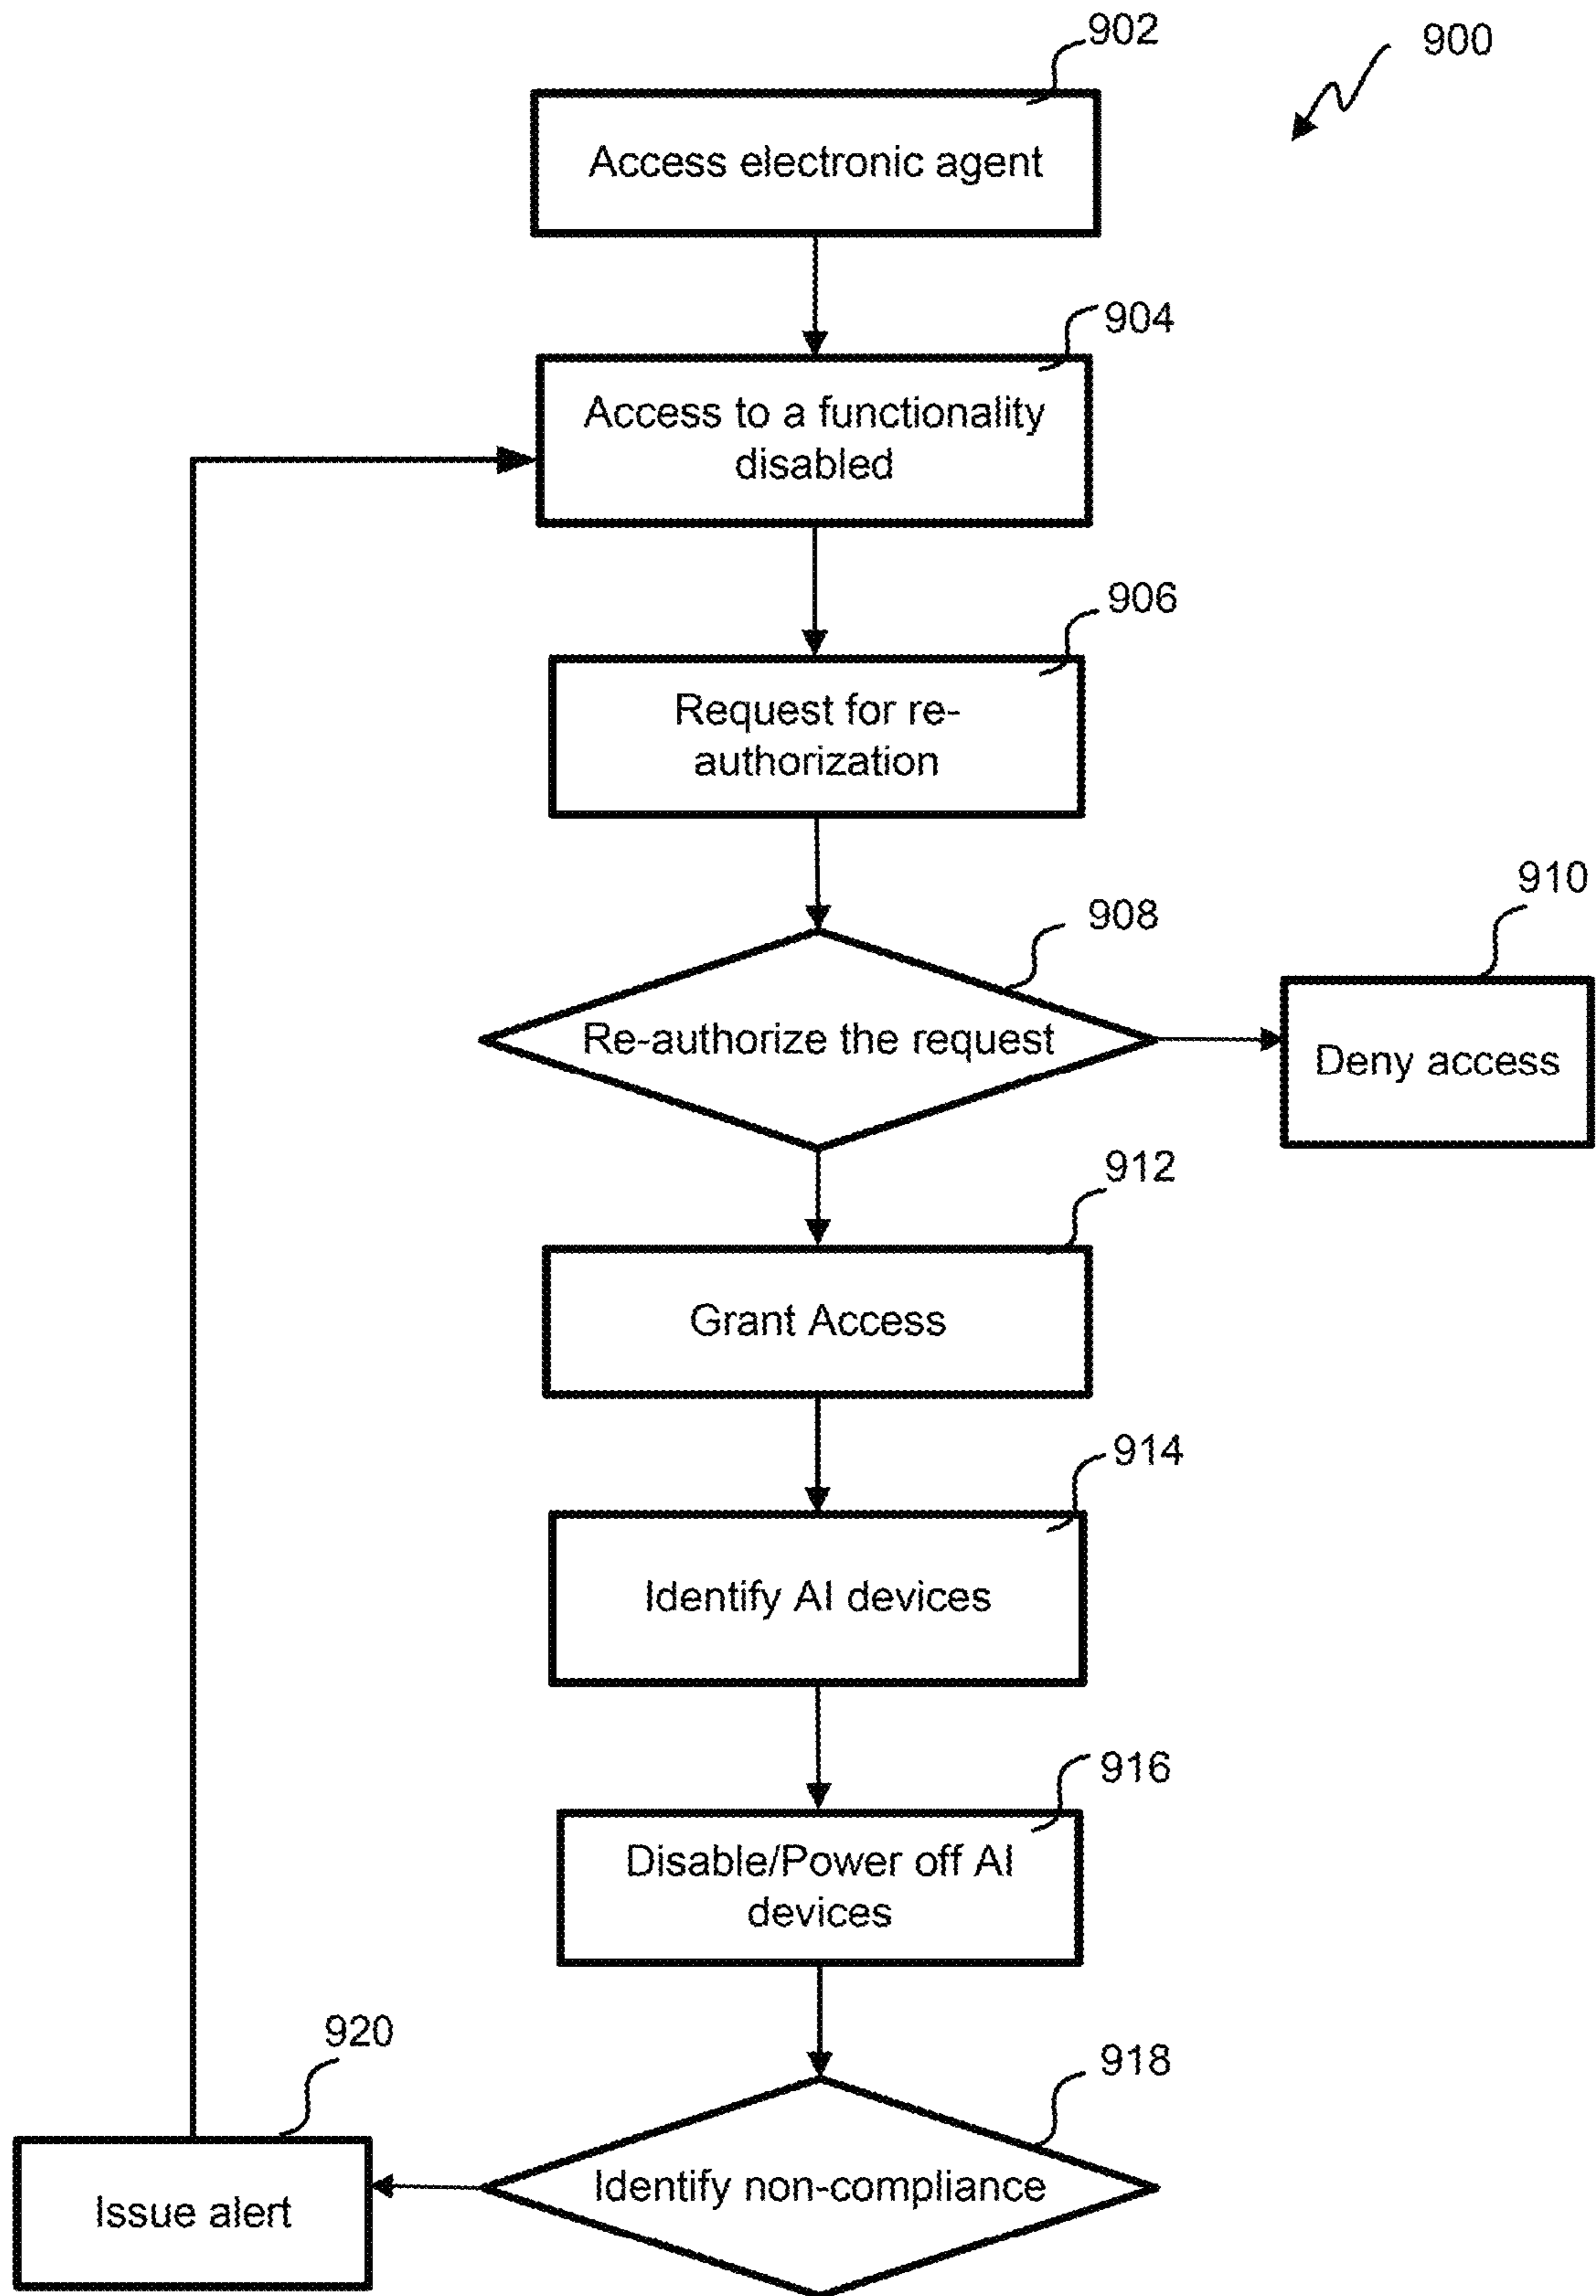 902
900
Access electronic agent
904
Access to a functionality
disabled
906
Request for re-
authorization
910
908
Re-authorize the request
Deny access
912
Grant Access
914
Identify AI devices
916
Disable/Power off AI
devices
920
918
Identify non-compliance
Issue alert